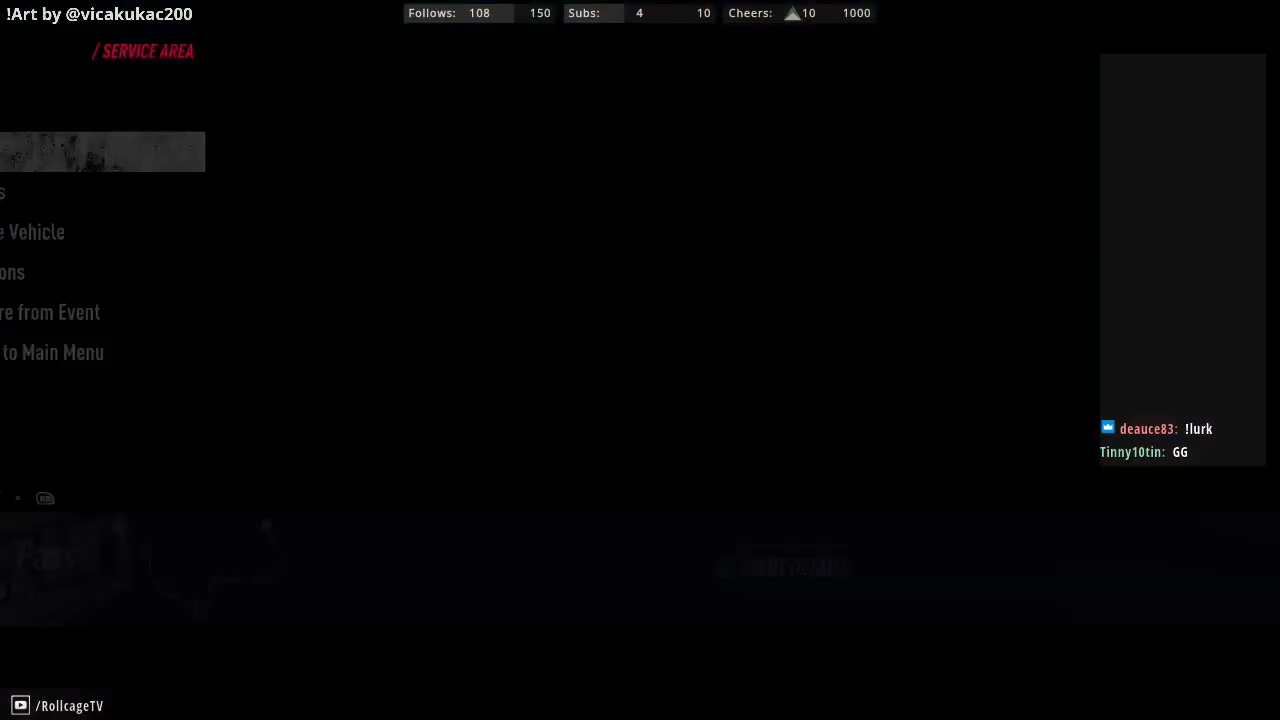 !Art by @vicakukac200
Follows: 108 150 Subs: 4 10 Cheers: 10 1000
/ SERVICE AREA
s
e Vehicle
ons
re from Event
to Main Menu
deauce83: !lurk
Tinny10tin: GG
/RollcageTV